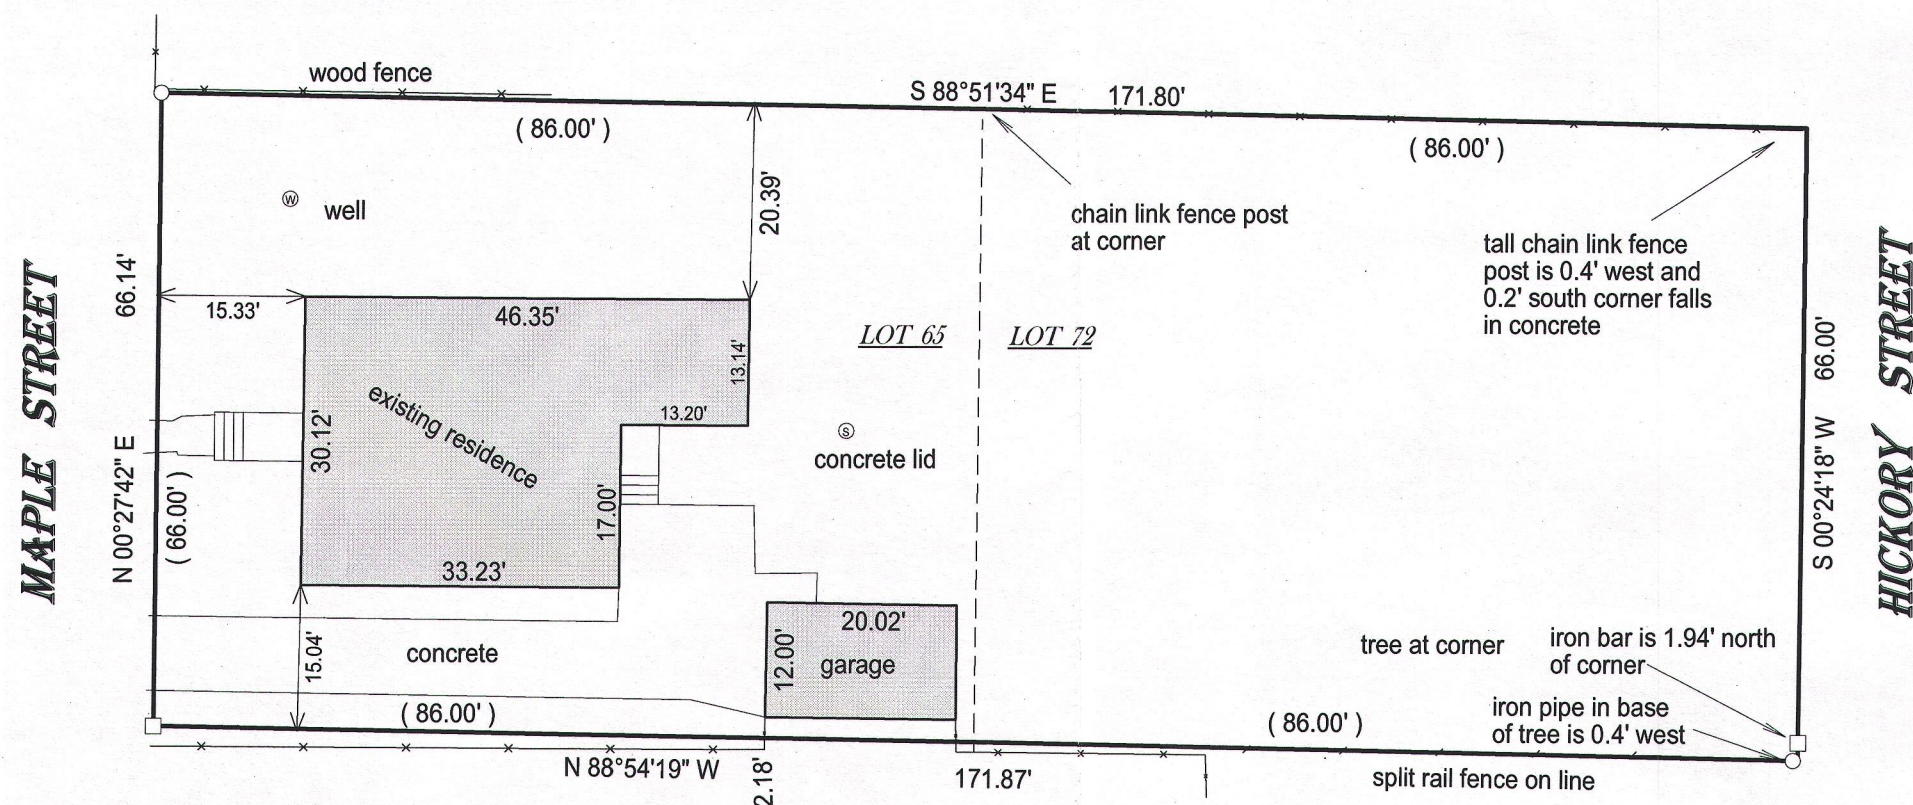 wood fence
S 88°51'34" E 171.80'
( 86.00' )
( 86.00' )
20.39'
W
well
chain link fence post
at corner
tall chain link fence
post is 0.4' west and
0.2' south corner falls
in concrete
MAPLE STREET
66.14'
N 00°27'42" E
( 66.00' )
15.33'
46.35'
13.14'
LOT 65
LOT 72
existing residence
30.12'
13.20'
17.00'
33.23'
S
concrete lid
HICKORY STREET
66.00'
S 00°24'18" W
15.04'
concrete
20.02'
12.00'
garage
tree at corner
iron bar is 1.94' north
of corner
iron pipe in base
of tree is 0.4' west
( 86.00' )
( 86.00' )
N 88°54'19" W
2.18'
171.87'
split rail fence on line